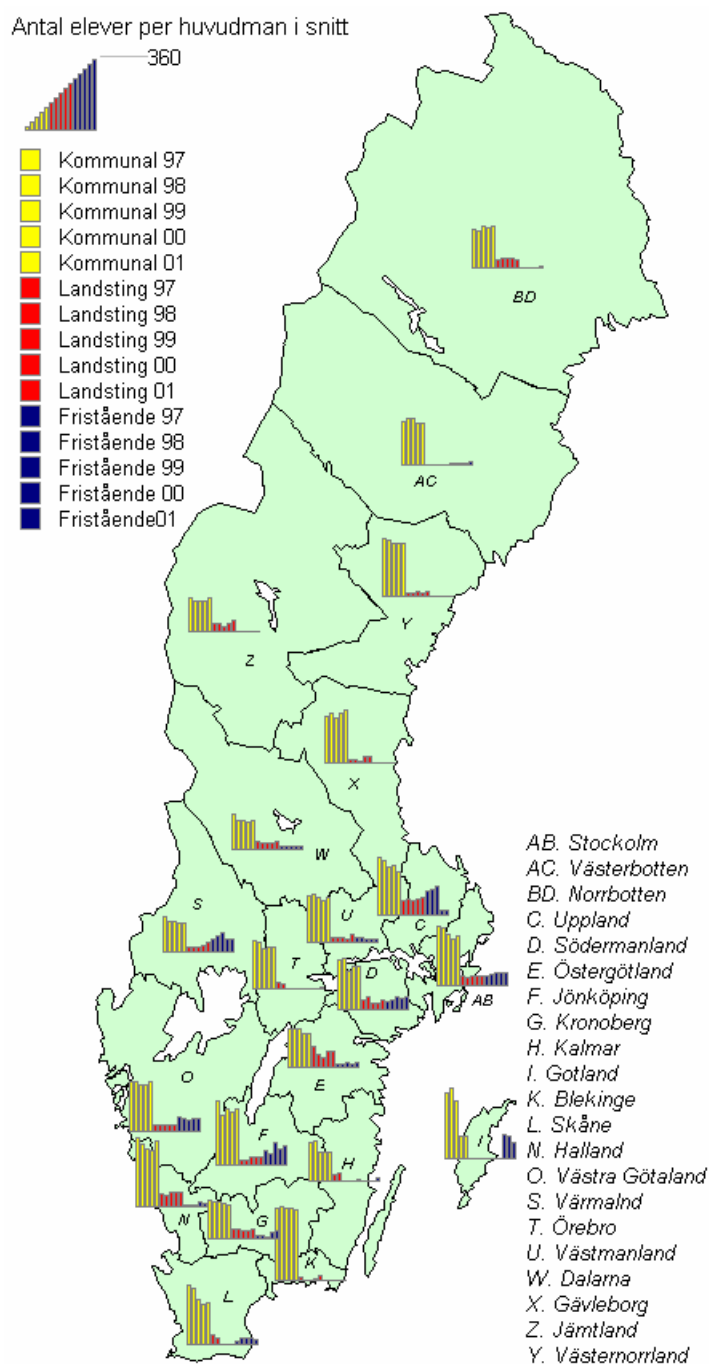 Antal elever per huvudman i snitt
360
Kommunal 97
Kommunal 98
Kommunal 99
Kommunal 00
Kommunal 01
Landsting 97
Landsting 98
Landsting 99
Landsting 00
Landsting 01
Fristående 97
Fristående 98
Fristående 99
Fristående 00
Fristående01
BD
AC
Y
Z
X
W
S
U
C
T
D
AB
E
O
F
H
I
N
G
K
L
AB. Stockolm
AC. Västerbotten
BD. Norrbotten
C. Uppland
D. Södermanland
E. Östergötland
F. Jönköping
G. Kronoberg
H. Kalmar
I. Gotland
K. Blekinge
L. Skåne
N. Halland
O. Västra Götaland
S. Värmalnd
T. Örebro
U. Västmanland
W. Dalarna
X. Gävleborg
Z. Jämtland
Y. Västernorrland